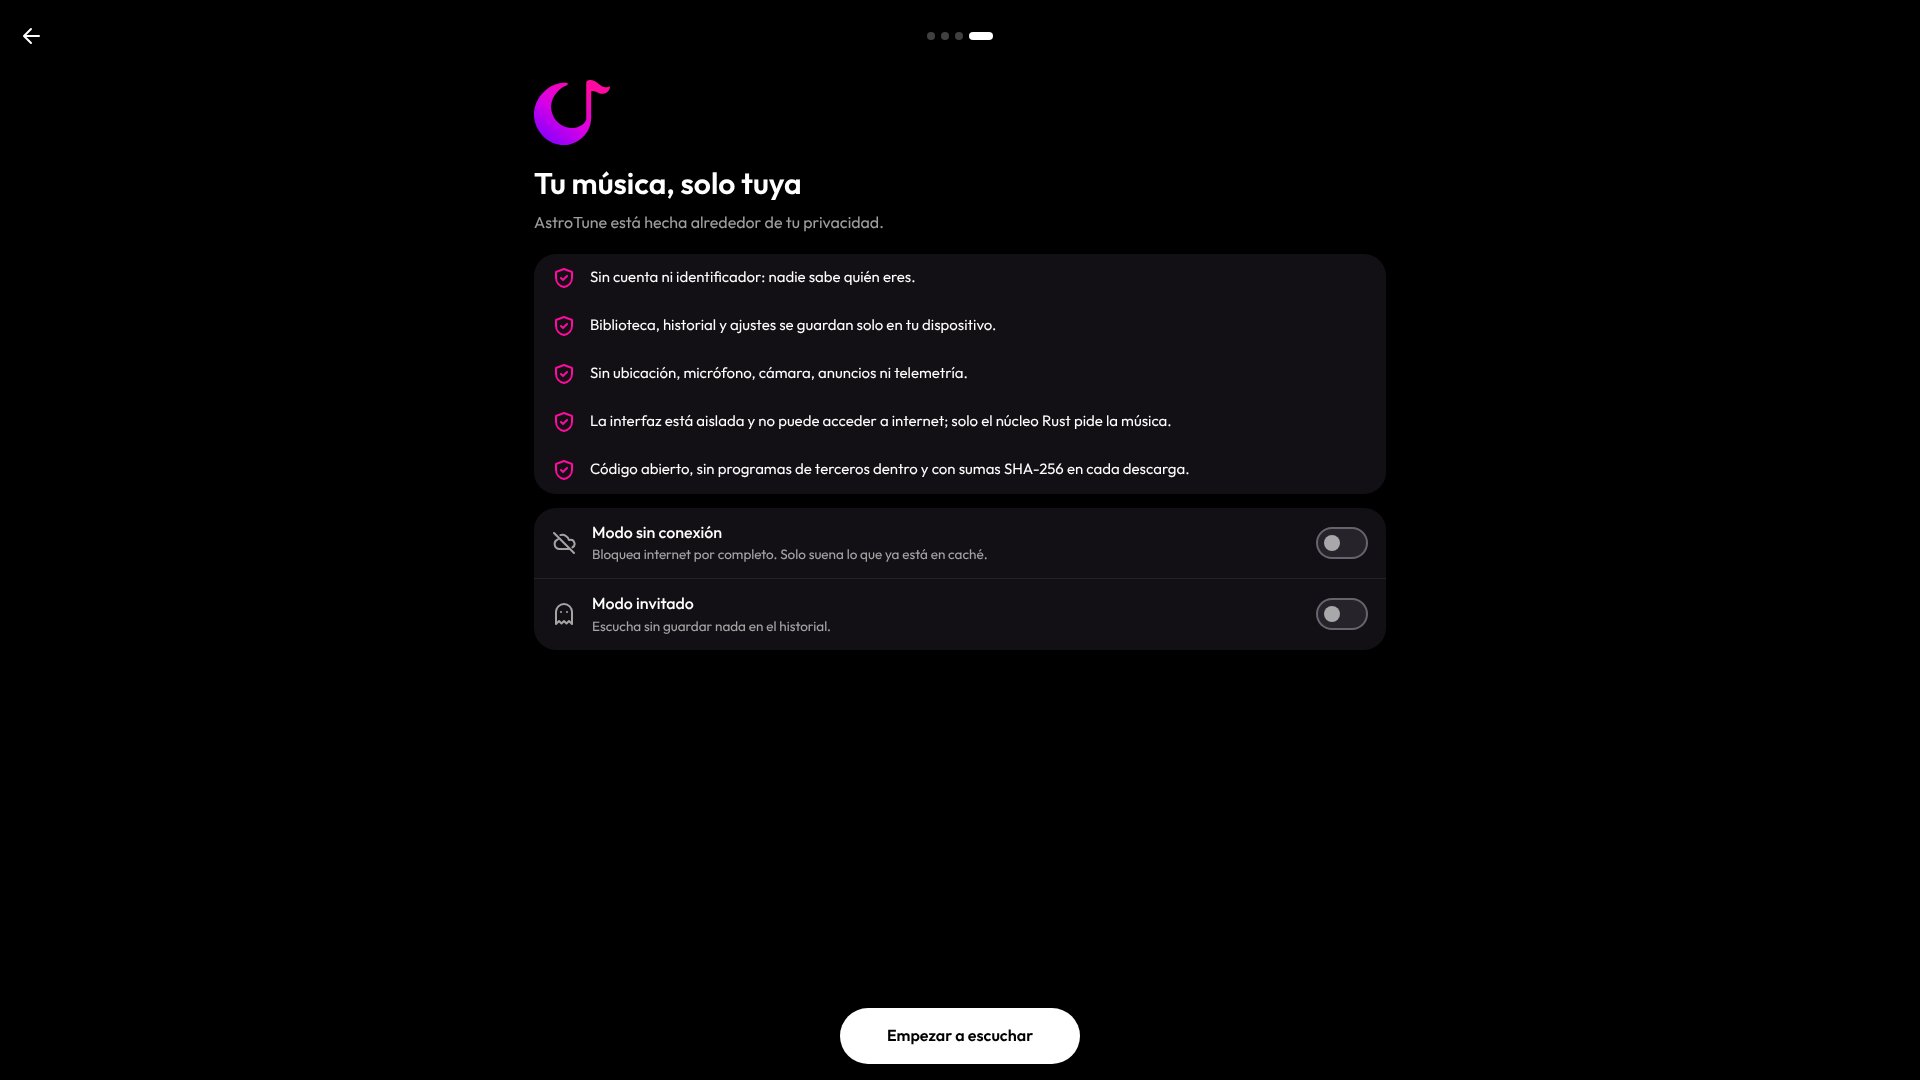 Tu música, solo tuya
AstroTune está hecha alrededor de tu privacidad.
Sin cuenta ni identificador: nadie sabe quién eres.
Biblioteca, historial y ajustes se guardan solo en tu dispositivo.
Sin ubicación, micrófono, cámara, anuncios ni telemetría.
La interfaz está aislada y no puede acceder a internet; solo el núcleo Rust pide la música.
Código abierto, sin programas de terceros dentro y con sumas SHA-256 en cada descarga.
Modo sin conexión
Bloquea internet por completo. Solo suena lo que ya está en caché.
Modo invitado
Escucha sin guardar nada en el historial.
Empezar a escuchar